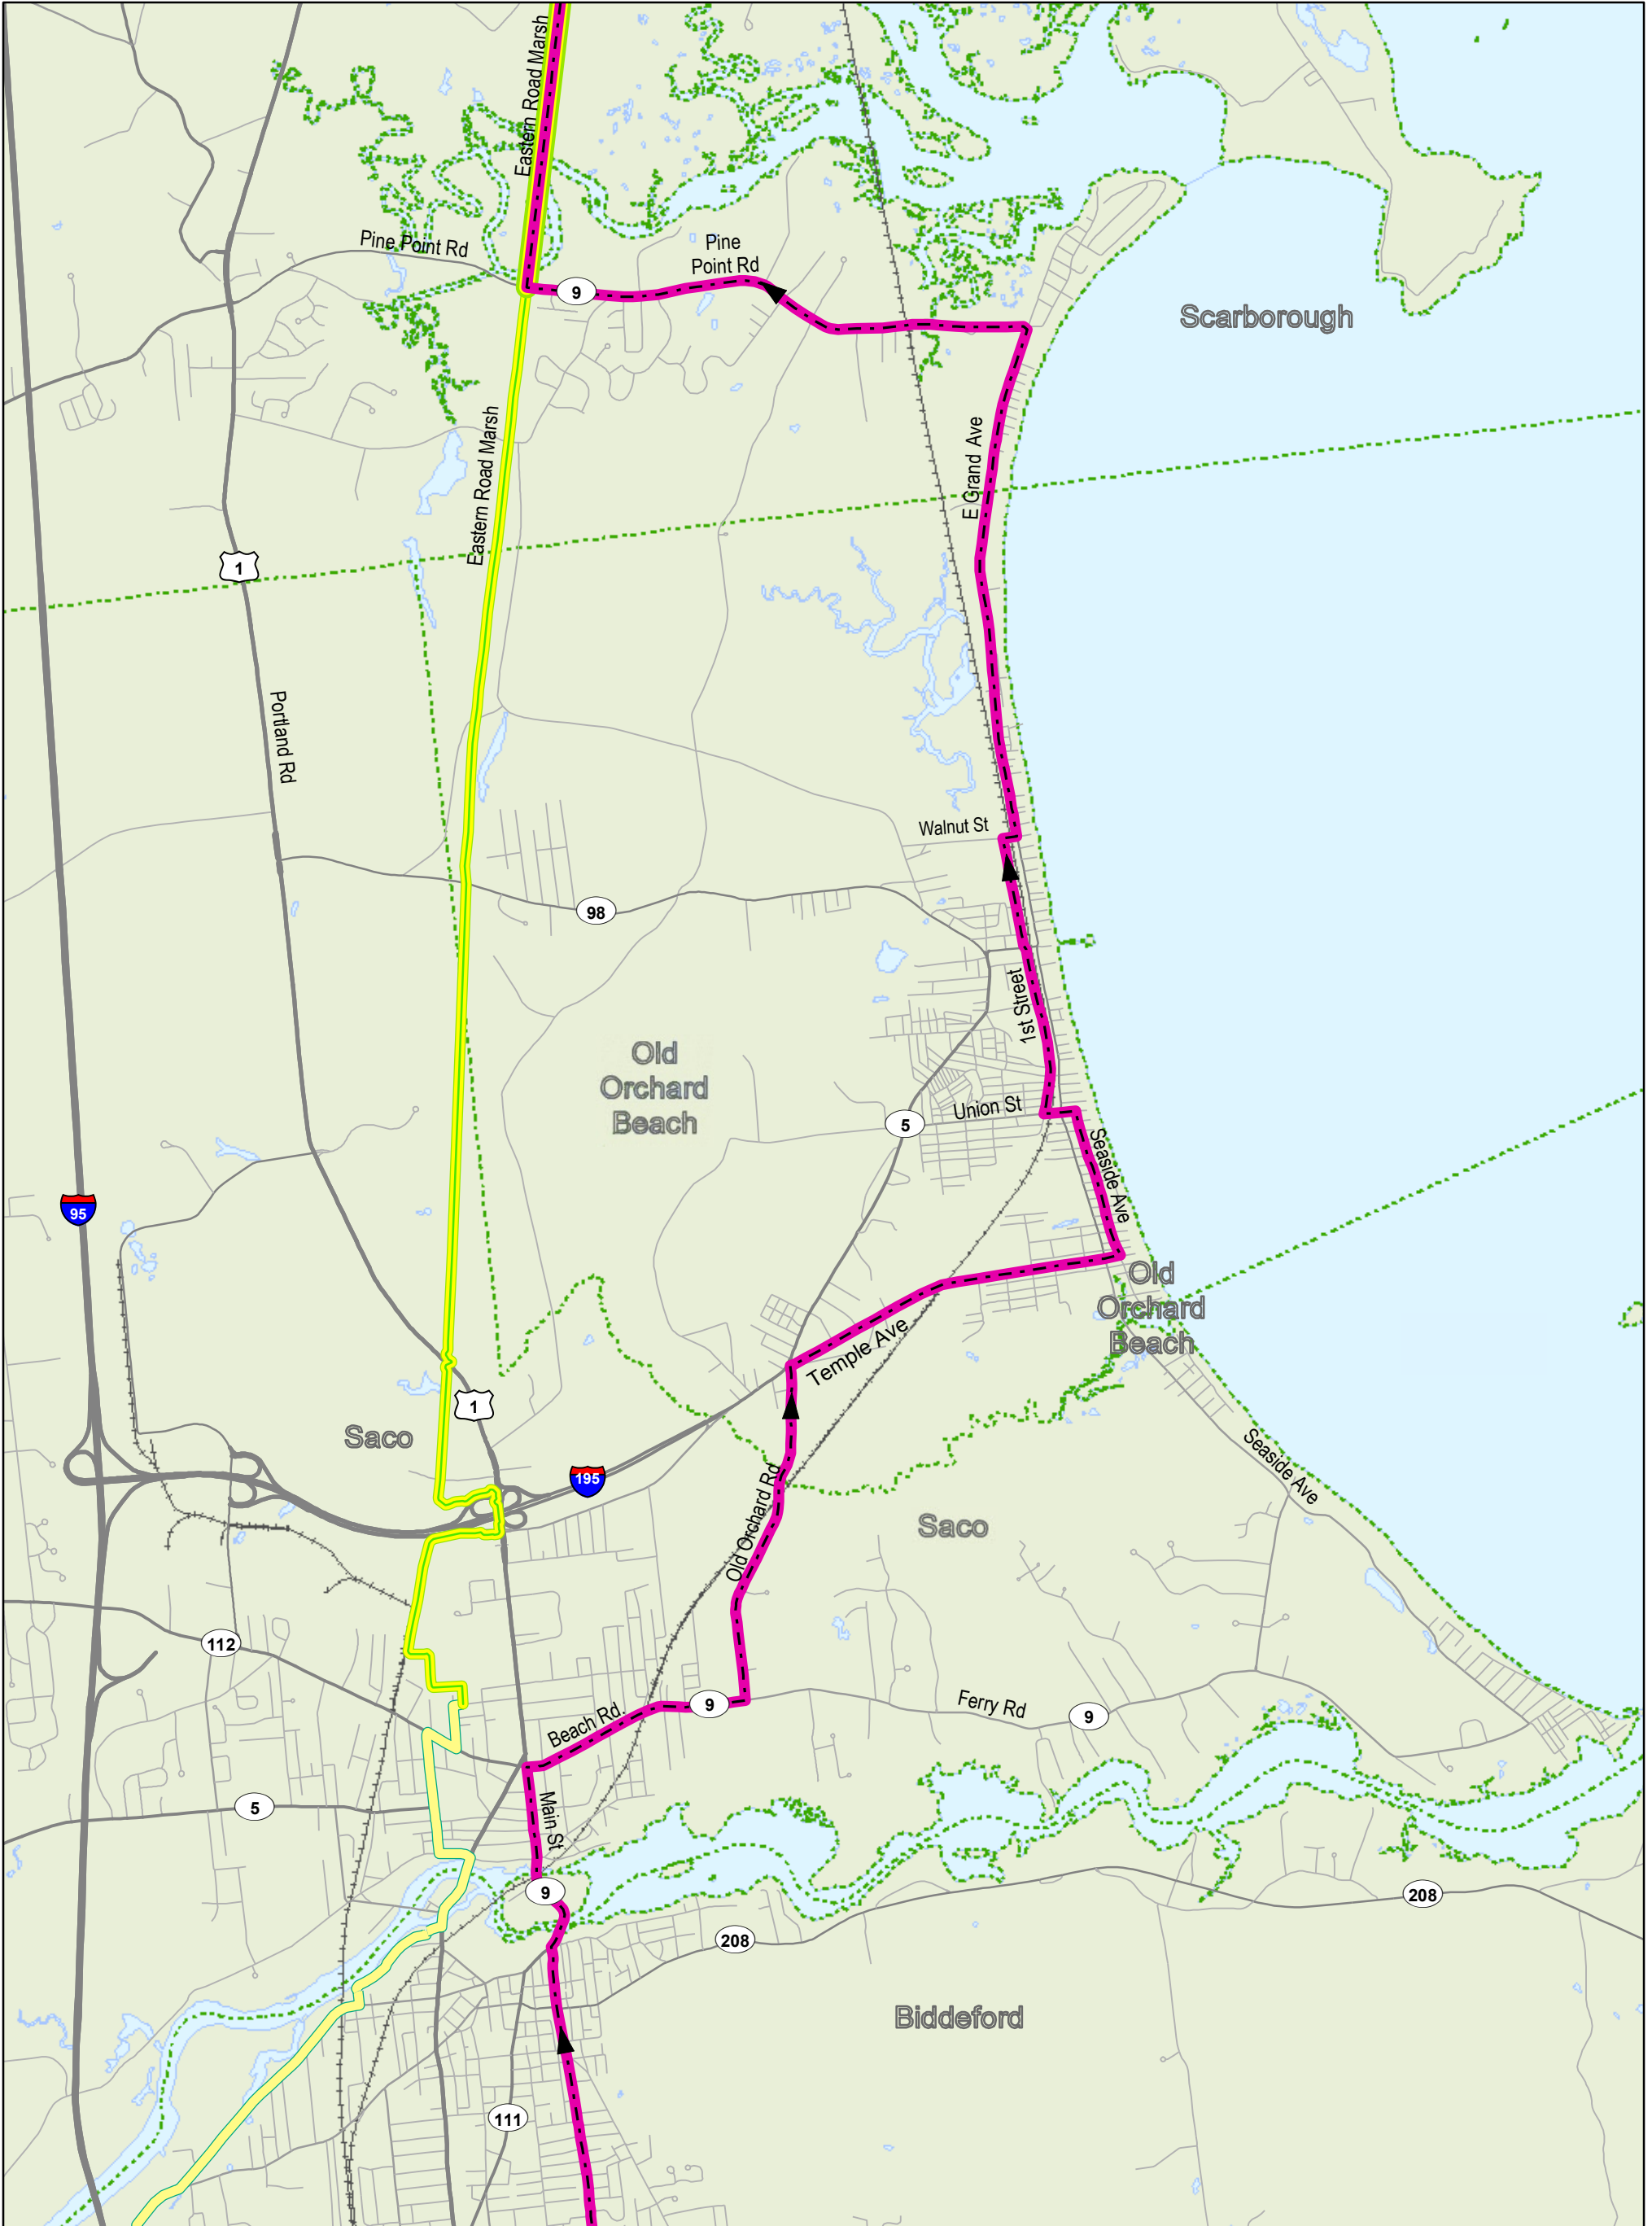 Eastern Road Marsh
Pine Point Rd
Pine
Point Rd
9
Scarborough
E Grand Ave
Eastern Road Marsh
1
Portland Rd
Walnut St
98
1st Street
Old
Orchard
Beach
Union St
5
Seaside Ave
95
Old
Orchard
Beach
Temple Ave
1
Saco
195
Seaside Ave
Old Orchard Rd
Saco
112
9
Ferry Rd
9
Beach Rd.
5
Main St
9
208
208
Biddeford
111